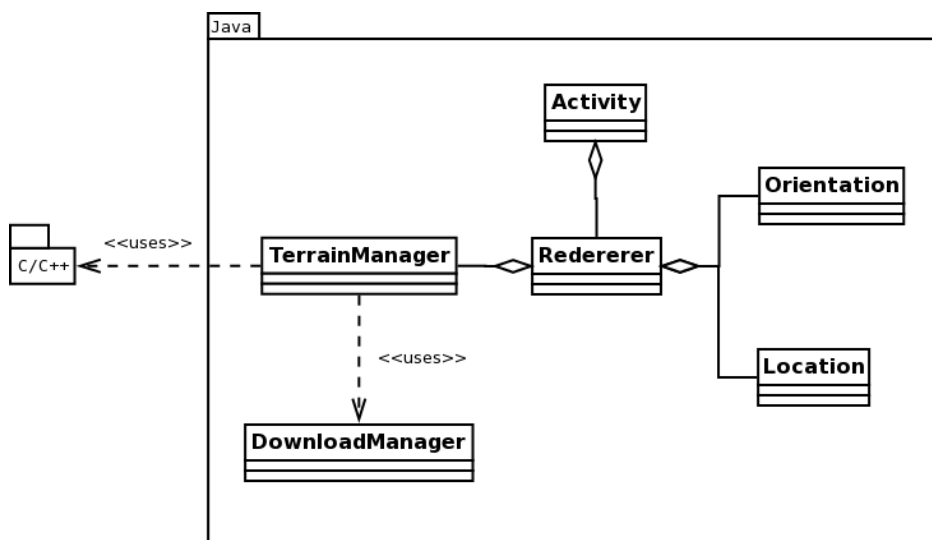 Java
Activity
Orientation
<<uses>>
C/C++
TerrainManager
Redererer
<<uses>>
Location
DownloadManager